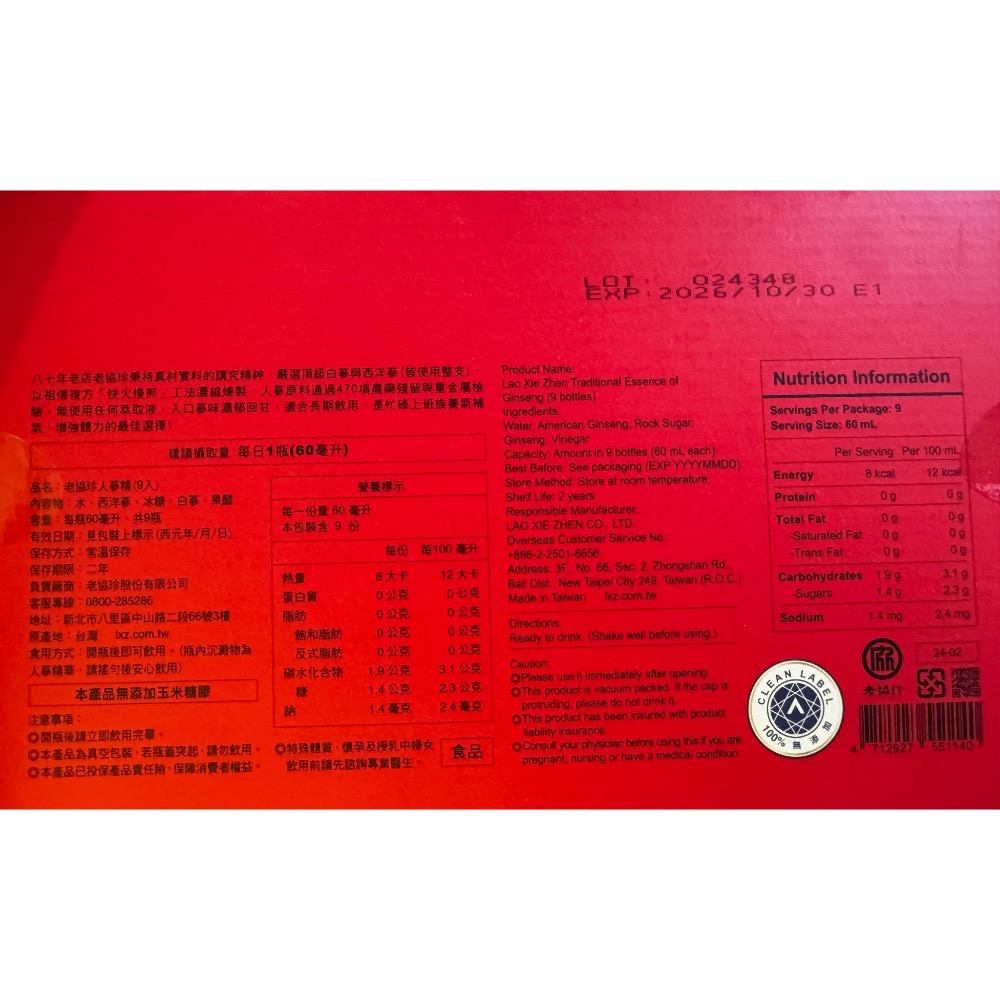 LOT : 024348
EXP : 2026/10/30 E1
八十年老店老協珍秉持真材實料的講究精神，嚴選頂級白蔘與西洋蔘(皆使用整支)，
以祖傳複方「快火慢煎」工法濃縮煉製，人蔘原料通過470項農藥殘留與重金屬檢
驗，無使用任何萃取液，入口蔘味濃郁回甘，適合長期飲用，是忙碌上班族養氣補
氣，增強體力的最佳選擇!
建議攝取量 每日1瓶(60毫升)
品名：老協珍人蔘精(9入)
內容物：水、西洋蔘、冰糖、白蔘、果醋
容量：每瓶60毫升，共9瓶
有效日期：見包裝上標示(西元年/月/日)
保存方式：常溫保存
保存期限：二年
負責廠商：老協珍股份有限公司
客服專線：0800-285286
地址：新北市八里區中山路二段66號3樓
原產地：台灣 lxz.com.tw
食用方式：開瓶後即可飲用。(瓶內沉澱物為
人蔘精華，請搖勻後安心飲用)
本產品無添加玉米糖膠
注意事項：
◎開瓶後請立即飲用完畢。
◎本產品為真空包裝，若瓶蓋突起，請勿飲用。
◎本產品已投保產品責任險，保障消費者權益。
營養標示
每一份量 60 毫升
本包裝含 9 份
每份 每100 毫升
熱量 8 大卡 12 大卡
蛋白質 0 公克 0 公克
脂肪 0 公克 0 公克
飽和脂肪 0 公克 0 公克
反式脂肪 0 公克 0 公克
碳水化合物 1.9 公克 3.1 公克
糖 1.4 公克 2.3 公克
鈉 1.4 毫克 2.4 毫克
◎特殊體質、懷孕及授乳中婦女
飲用前請先諮詢專業醫生。
食品
Product Name:
Lao Xie Zhen Traditional Essence of
Ginseng (9 bottles)
Ingredients:
Water, American Ginseng, Rock Sugar,
Ginseng, Vinegar
Capacity: Amount in 9 bottles (60 mL each)
Best Before: See packaging (EXP YYYYMMDD)
Store Method: Store at room temperature
Shelf Life: 2 years
Responsible Manufacturer:
LAO XIE ZHEN CO., LTD.
Overseas Customer Service No.:
+886-2-2501-8656
Address: 3F., No. 66, Sec. 2, Zhongshan Rd.,
Bali Dist., New Taipei City 249, Taiwan (R.O.C.)
Made in Taiwan lxz.com.tw
Directions:
Ready to drink. (Shake well before using.)
Caution:
◎Please use it immediately after opening.
◎This product is vacuum packed. If the cap is
protruding, please do not drink it.
◎This product has been insured with product
liability insurance.
◎Consult your physician before using this if you are
pregnant, nursing or have a medical condition.
Nutrition Information
Servings Per Package: 9
Serving Size: 60 mL
Per Serving Per 100 mL
Energy 8 kcal 12 kcal
Protein 0 g 0 g
Total Fat 0 g 0 g
-Saturated Fat 0 g 0 g
-Trans Fat 0 g 0 g
Carbohydrates 1.9 g 3.1 g
-Sugars 1.4 g 2.3 g
Sodium 1.4 mg 2.4 mg
CLEAN LABEL
100% 無添加
老協珍
24-02
4 712927 551140